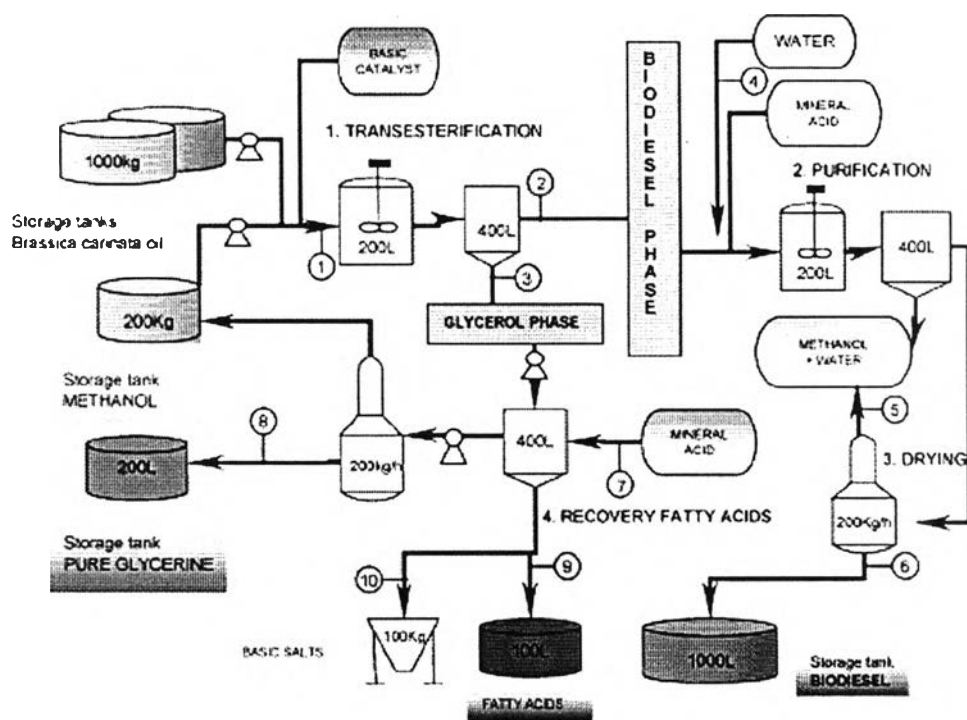 BASIC
CATALYST
WATER
4
MINERAL
ACID
1. TRANSESTERIFICATION
1000kg
2
BIODIESEL PHASE
2. PURIFICATION
200L
400L
1
3
200L
400L
Storage tanks
Brassica carinata oil
200Kg
GLYCEROL PHASE
METHANOL
+ WATER
Storage tank
METHANOL
5
3. DRYING
8
200L
200kg/h
400L
MINERAL
ACID
7
200Kg/h
4. RECOVERY FATTY ACIDS
Storage tank
PURE GLYCERINE
10
9
6
100Kg
100L
1000L
BASIC SALTS
FATTY ACIDS
Storage tank
BIODIESEL